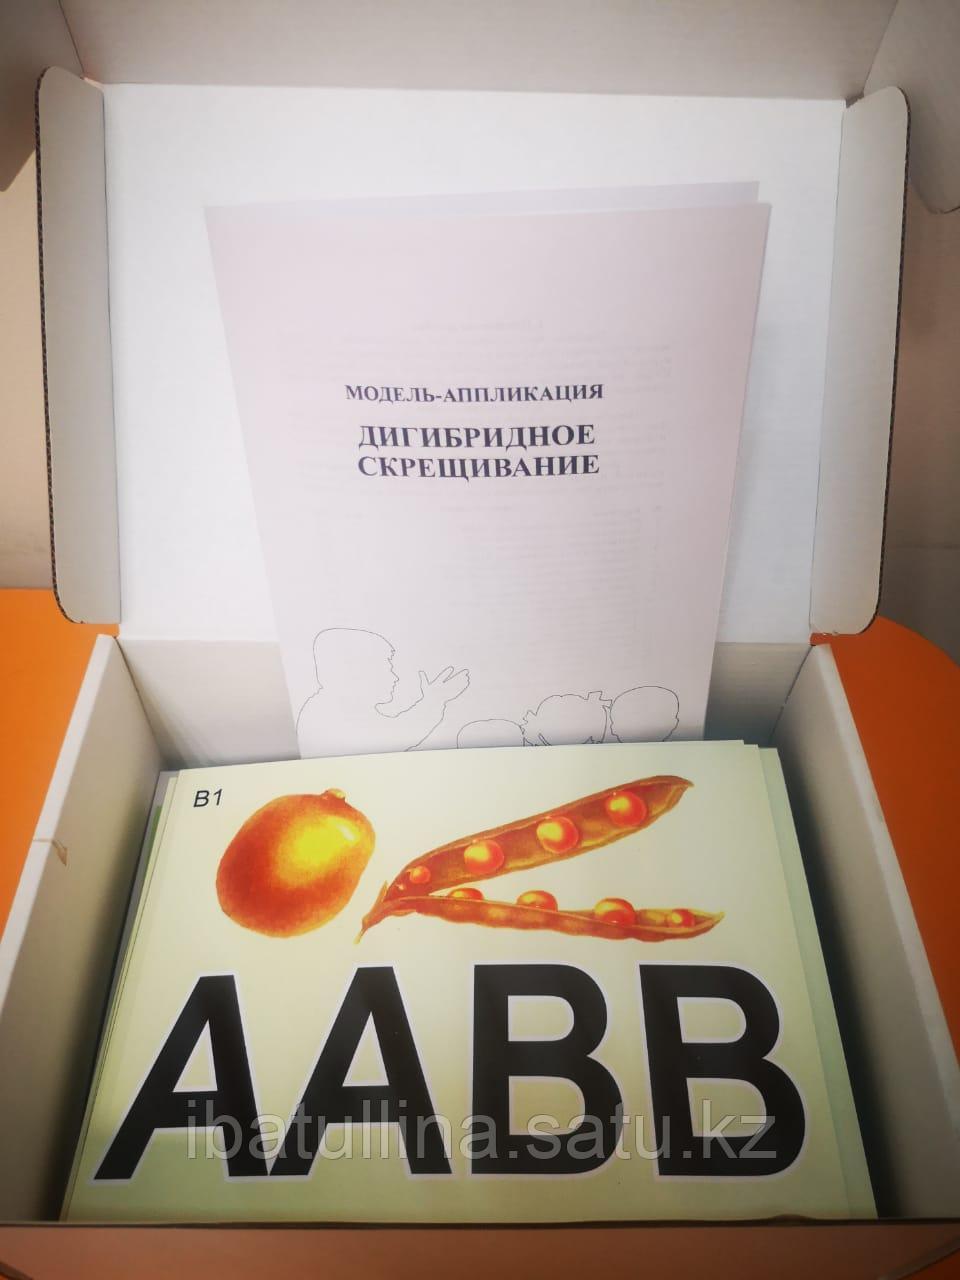 МОДЕЛЬ-АППЛИКАЦИЯ
ДИГИБРИДНОЕ
СКРЕЩИВАНИЕ
B1
AABB
ibatullina.satu.kz